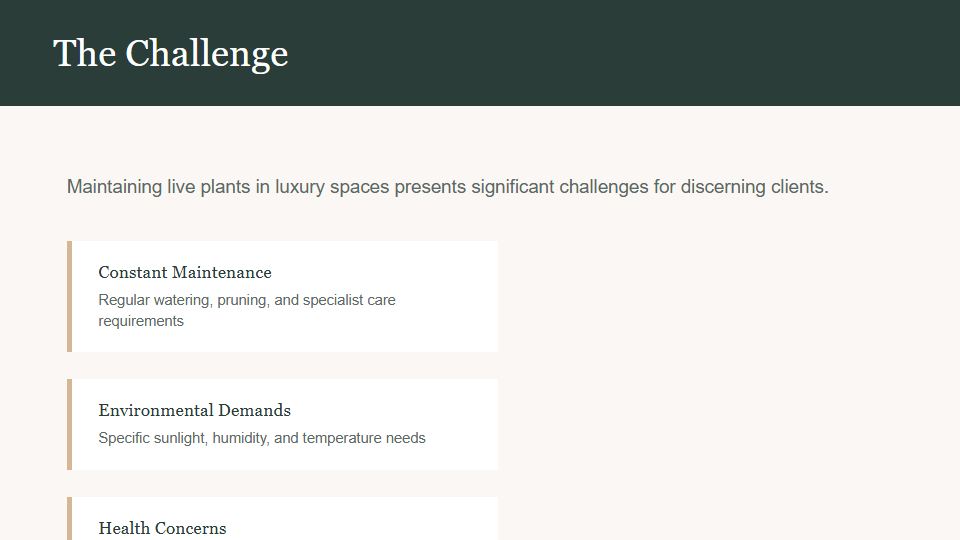 The Challenge
Maintaining live plants in luxury spaces presents significant challenges for discerning clients.
Constant Maintenance
Regular watering, pruning, and specialist care
requirements
Environmental Demands
Specific sunlight, humidity, and temperature needs
Health Concerns